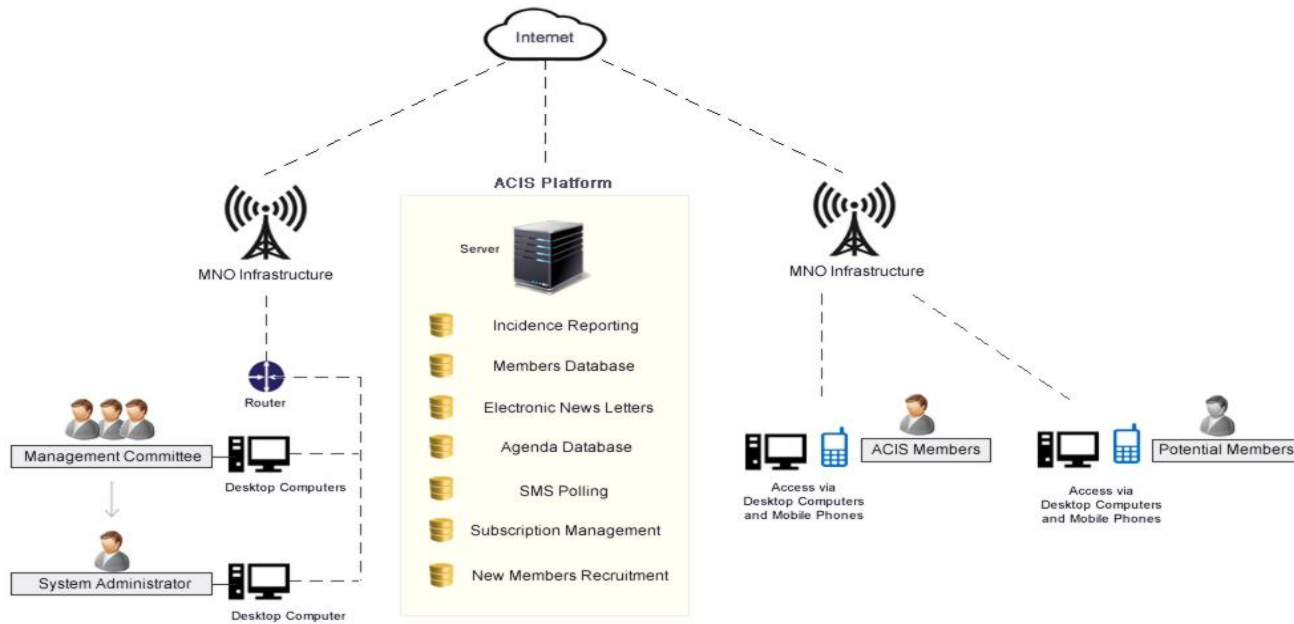 Internet
ACIS Platform
MNO Infrastructure
Router
Management Committee
Desktop Computers
System Administrator
Desktop Computer
Server
Incidence Reporting
Members Database
Electronic News Letters
Agenda Database
SMS Polling
Subscription Management
New Members Recruitment
MNO Infrastructure
ACIS Members
Access via
Desktop Computers
and Mobile Phones
Potential Members
Access via
Desktop Computers
and Mobile Phones